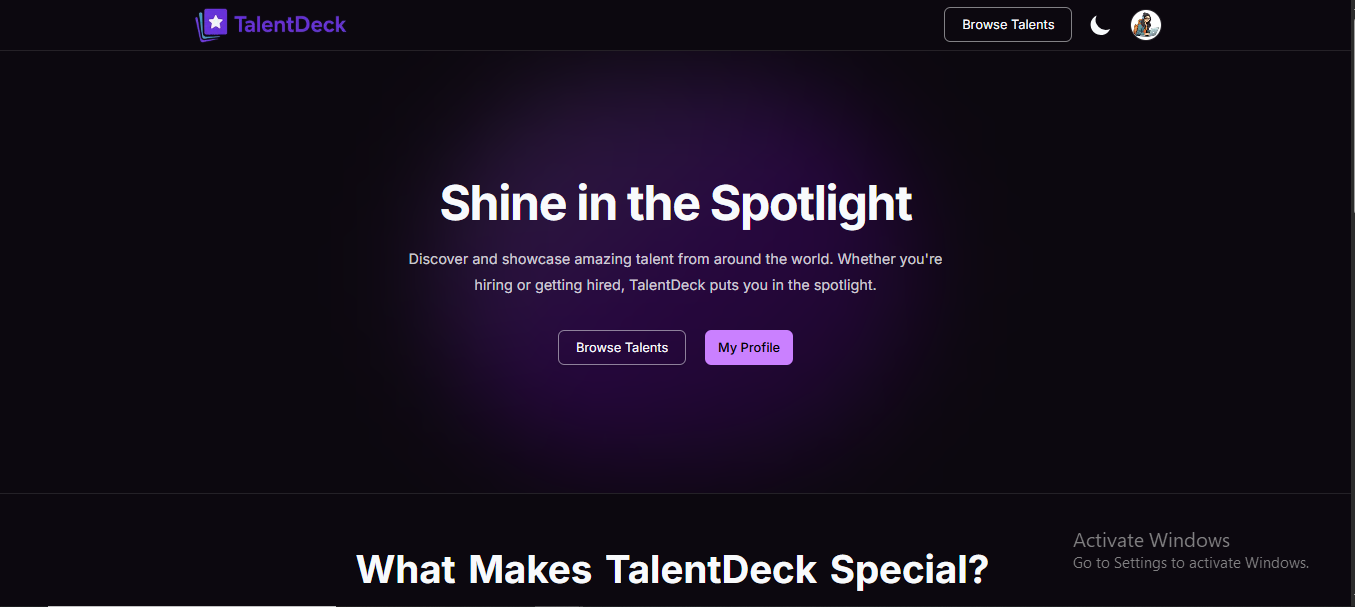 TalentDeck
Browse Talents
Shine in the Spotlight
Discover and showcase amazing talent from around the world. Whether you're
hiring or getting hired, TalentDeck puts you in the spotlight.
Browse Talents
My Profile
What Makes TalentDeck Special?
Activate Windows
Go to Settings to activate Windows.